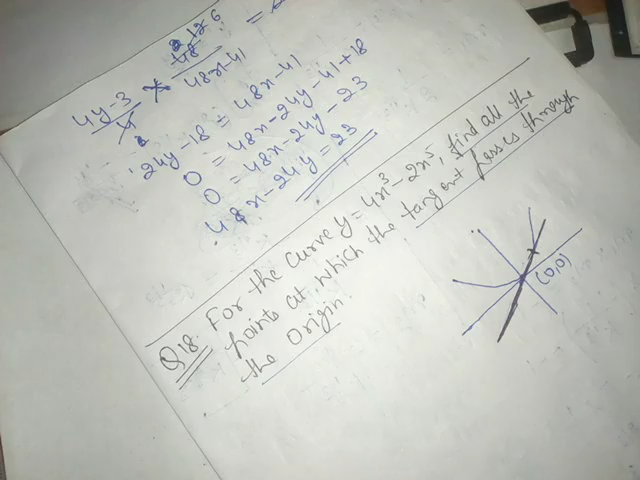 4y-3 × 48x-41
24y-18 = 48x-41
0 = 48x-24y-41+18
0 = 48x-24y-23
48x-24y = 23
Q18. For the curve y = 4x³-2x⁵, find all the
points at which the tangent passes through
the origin.
(0,0)